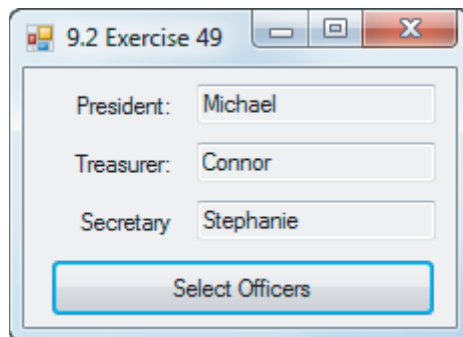 9.2 Exercise 49
President: Michael
Treasurer: Connor
Secretary Stephanie
Select Officers